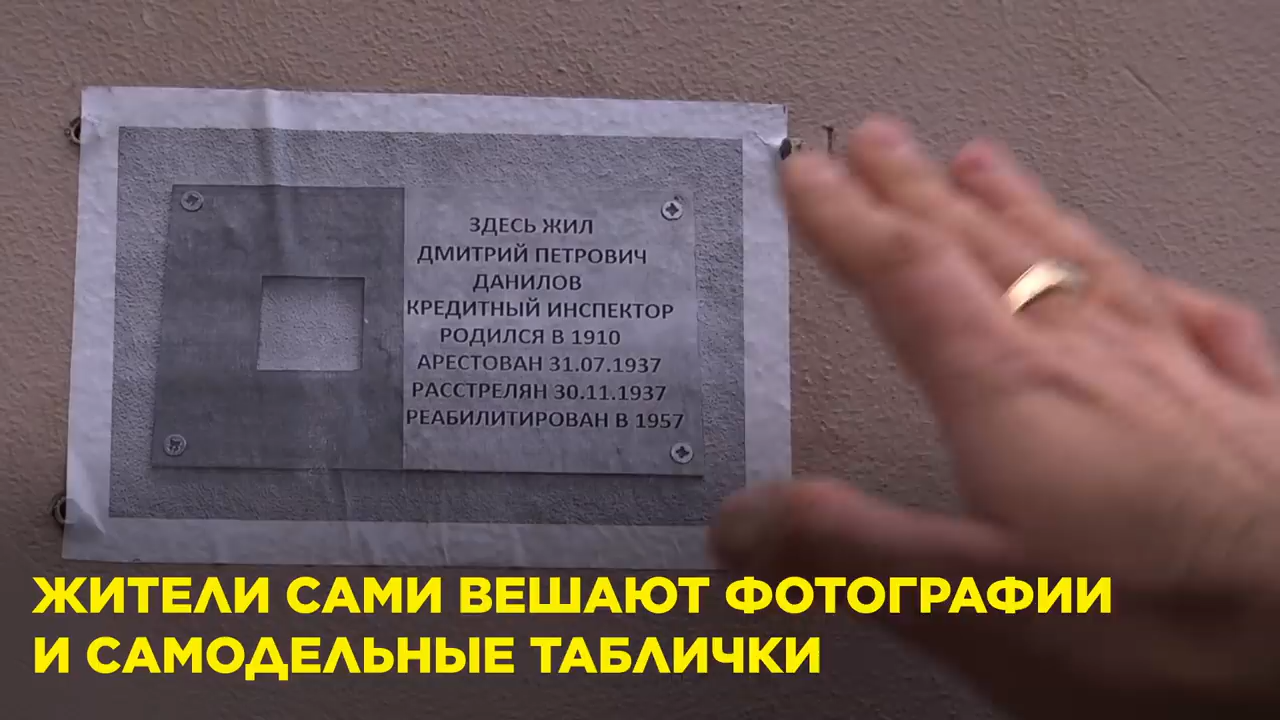 ЗДЕСЬ ЖИЛ
ДМИТРИЙ ПЕТРОВИЧ
ДАНИЛОВ
КРЕДИТНЫЙ ИНСПЕКТОР
РОДИЛСЯ В 1910
АРЕСТОВАН 31.07.1937
РАССТРЕЛЯН 30.11.1937
РЕАБИЛИТИРОВАН В 1957
ЖИТЕЛИ САМИ ВЕШАЮТ ФОТОГРАФИИ
И САМОДЕЛЬНЫЕ ТАБЛИЧКИ